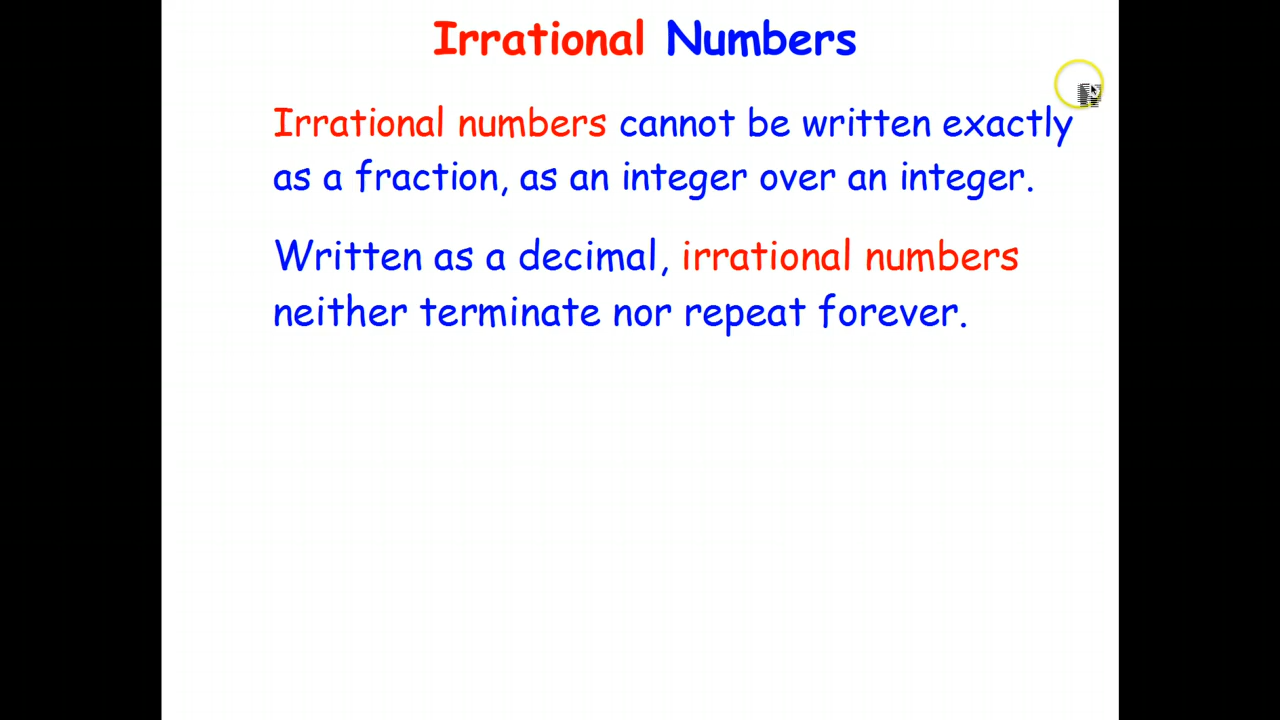 Irrational Numbers
Irrational numbers cannot be written exactly
as a fraction, as an integer over an integer.
Written as a decimal, irrational numbers
neither terminate nor repeat forever.